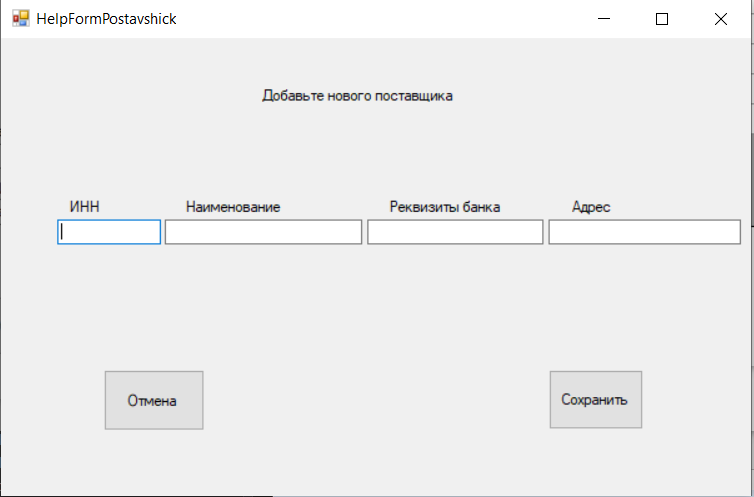 HelpFormPostavshick
Добавьте нового поставщика
ИНН Наименование Реквизиты банка Адрес
Отмена Сохранить